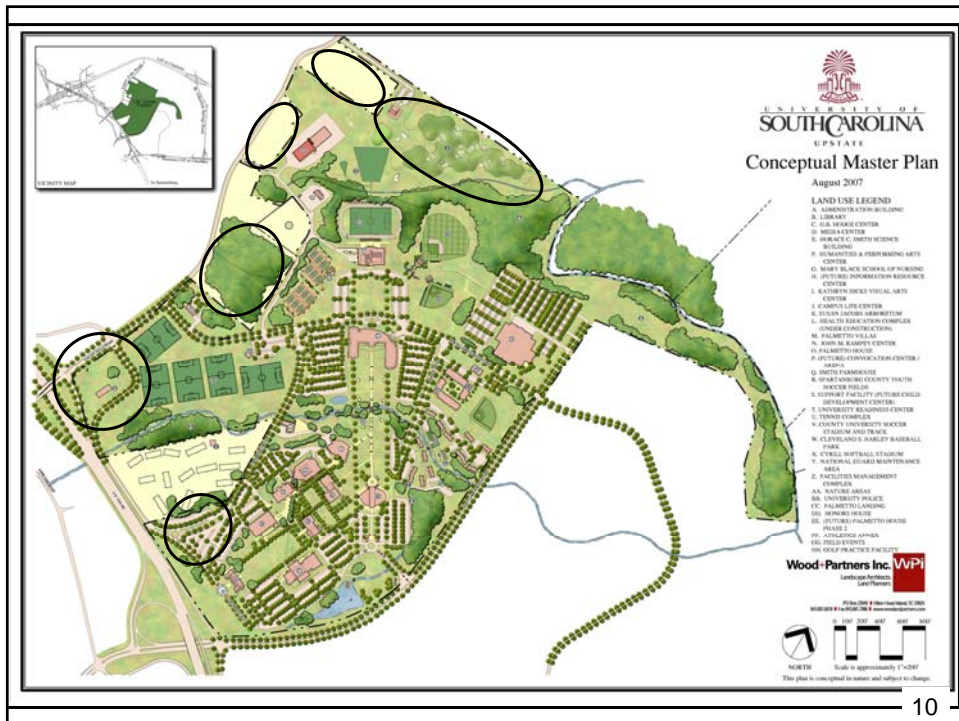 UNIVERSITY OF
SOUTH CAROLINA
UPSTATE
Conceptual Master Plan
August 2007
LAND USE LEGEND
A. ADMINISTRATION BUILDING
B. LIBRARY
C. G.B. HODGE CENTER
D. MEDIA CENTER
E. HORACE C. SMITH SCIENCE
BUILDING
F. HUMANITIES & PERFORMING ARTS
CENTER
G. MARY BLACK SCHOOL OF NURSING
H. (FUTURE) INFORMATION RESOURCE
CENTER
I. KATHRYN HICKS VISUAL ARTS
CENTER
J. CAMPUS LIFE CENTER
K. SUSAN JACOBS ARBORETUM
L. HEALTH EDUCATION COMPLEX
(UNDER CONSTRUCTION)
M. PALMETTO VILLAS
N. JOHN M. RAMPEY CENTER
O. PALMETTO HOUSE
P. (FUTURE) CONVOCATION CENTER /
ARENA
Q. SMITH FARMHOUSE
R. SPARTANBURG COUNTY YOUTH
SOCCER FIELDS
S. SUPPORT FACILITY (FUTURE CHILD
DEVELOPMENT CENTER)
T. UNIVERSITY READINESS CENTER
U. TENNIS COMPLEX
V. COUNTY UNIVERSITY SOCCER
STADIUM AND TRACK
W. CLEVELAND S. HARLEY BASEBALL
PARK
X. CYRILL SOFTBALL STADIUM
Y. NATIONAL GUARD MAINTENANCE
AREA
Z. FACILITIES MANAGEMENT
COMPLEX
AA. NATURE AREAS
BB. UNIVERSITY POLICE
CC. PALMETTO LANDING
DD. HONORS HOUSE
EE. (FUTURE) PALMETTO HOUSE
PHASE 2
FF. ATHLETICS ANNEX
GG. FIELD EVENTS
HH. GOLF PRACTICE FACILITY
Wood+Partners Inc. WPi
Landscape Architects
Land Planners
0 100' 200' 400' 600' 800'
NORTH
Scale is approximately 1"=200'
This plan is conceptual in nature and subject to change.
VICINITY MAP
To Spartanburg
10